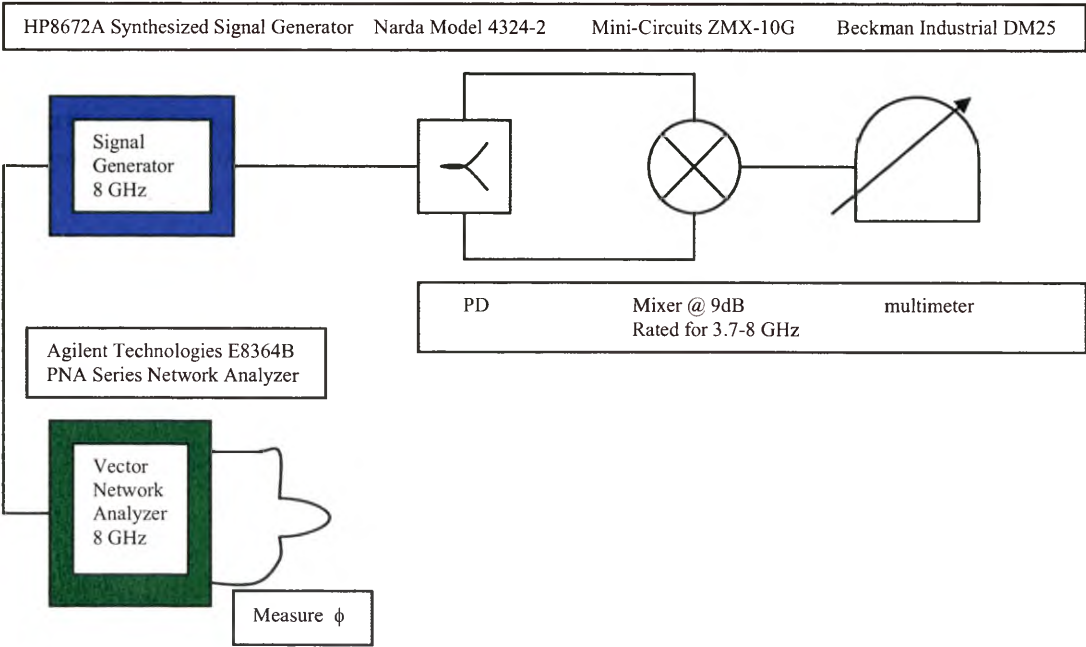 HP8672A Synthesized Signal Generator Narda Model 4324-2 Mini-Circuits ZMX-10G Beckman Industrial DM25
Signal
Generator
8 GHz
PD Mixer @ 9dB multimeter
Rated for 3.7-8 GHz
Agilent Technologies E8364B
PNA Series Network Analyzer
Vector
Network
Analyzer
8 GHz
Measure ϕ